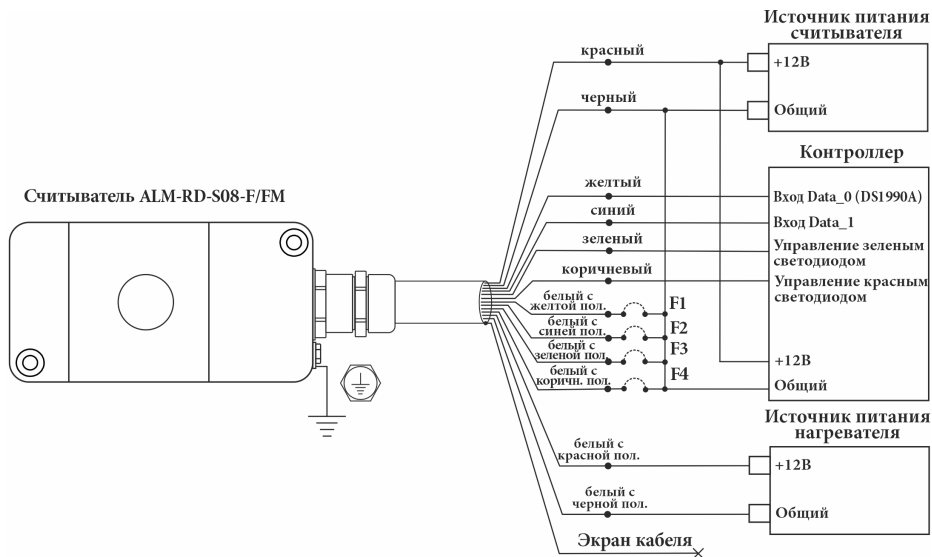 Источник питания
считывателя
красный
+12В
черный
Общий
Контроллер
Считыватель ALM-RD-S08-F/FM
желтый
Вход Data_0 (DS1990A)
синий
Вход Data_1
зеленый
Управление зеленым
светодиодом
коричневый
Управление красным
светодиодом
белый с
желтой пол.
F1
белый с
синей пол.
F2
белый с
зеленой пол.
F3
+12В
белый с
коричн. пол.
F4
Общий
Источник питания
нагревателя
белый с
красной пол.
+12В
белый с
черной пол.
Общий
Экран кабеля